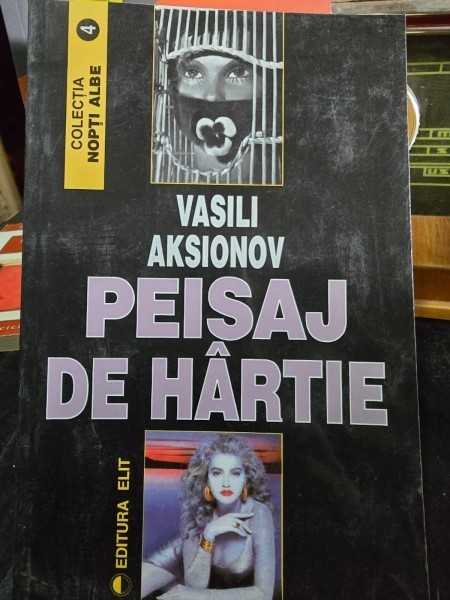 COLECȚIA
NOPȚI ALBE
4
VASILI
AKSIONOV
PEISAJ
DE HÂRTIE
EDITURA ELIT